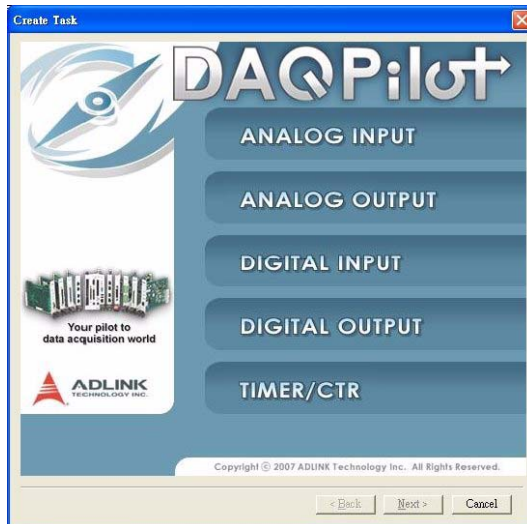 Create Task
DAQPilot
ANALOG INPUT
ANALOG OUTPUT
DIGITAL INPUT
DIGITAL OUTPUT
TIMER/CTR
Your pilot to
data acquisition world
ADLINK
TECHNOLOGY INC.
Copyright © 2007 ADLINK Technology Inc. All Rights Reserved.
< Back
Next >
Cancel